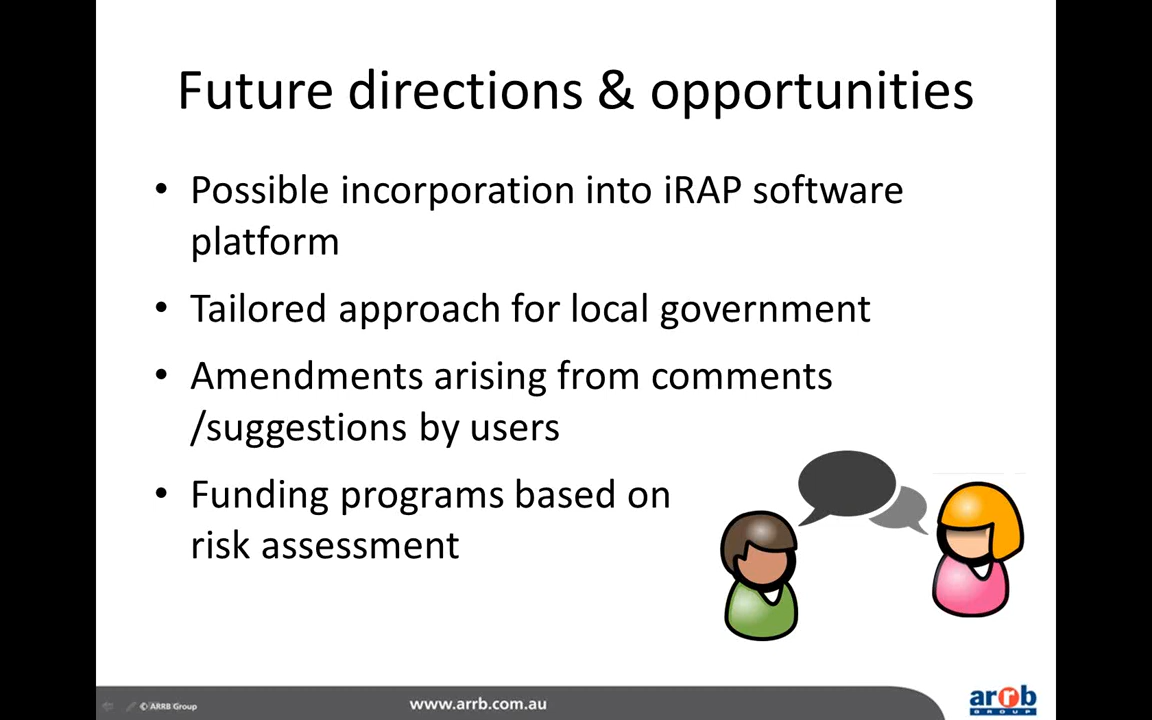 Future directions & opportunities
• Possible incorporation into iRAP software
platform
• Tailored approach for local government
• Amendments arising from comments
/suggestions by users
• Funding programs based on
risk assessment
© ARRB Group
www.arrb.com.au
arrb
GROUP